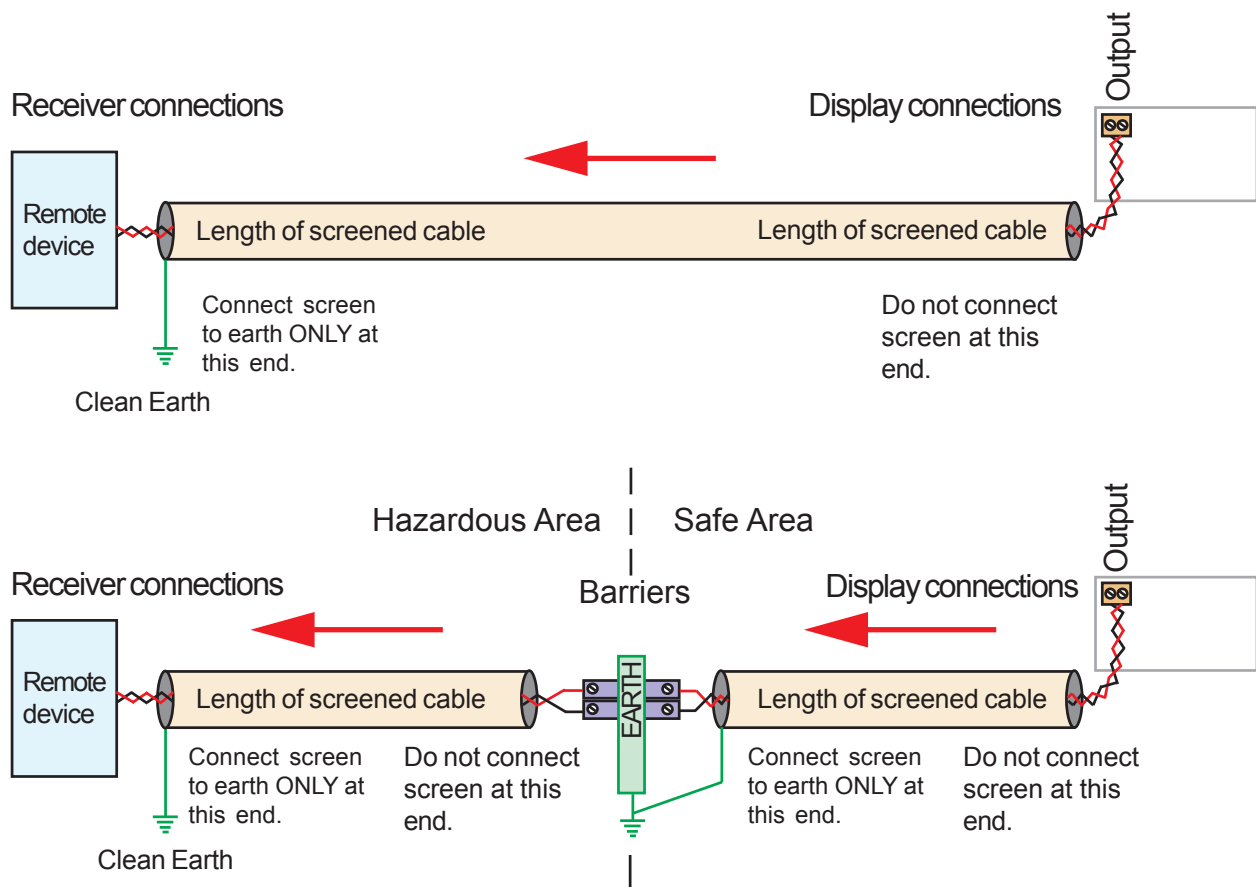 Output
Receiver connections
Display connections
Remote
device
Length of screened cable
Length of screened cable
Connect screen
to earth ONLY at
this end.
Do not connect
screen at this
end.
Clean Earth
Hazardous Area
Safe Area
Output
Receiver connections
Barriers
Display connections
Remote
device
Length of screened cable
EARTH
Length of screened cable
Connect screen
to earth ONLY at
this end.
Do not connect
screen at this
end.
Connect screen
to earth ONLY at
this end.
Do not connect
screen at this
end.
Clean Earth